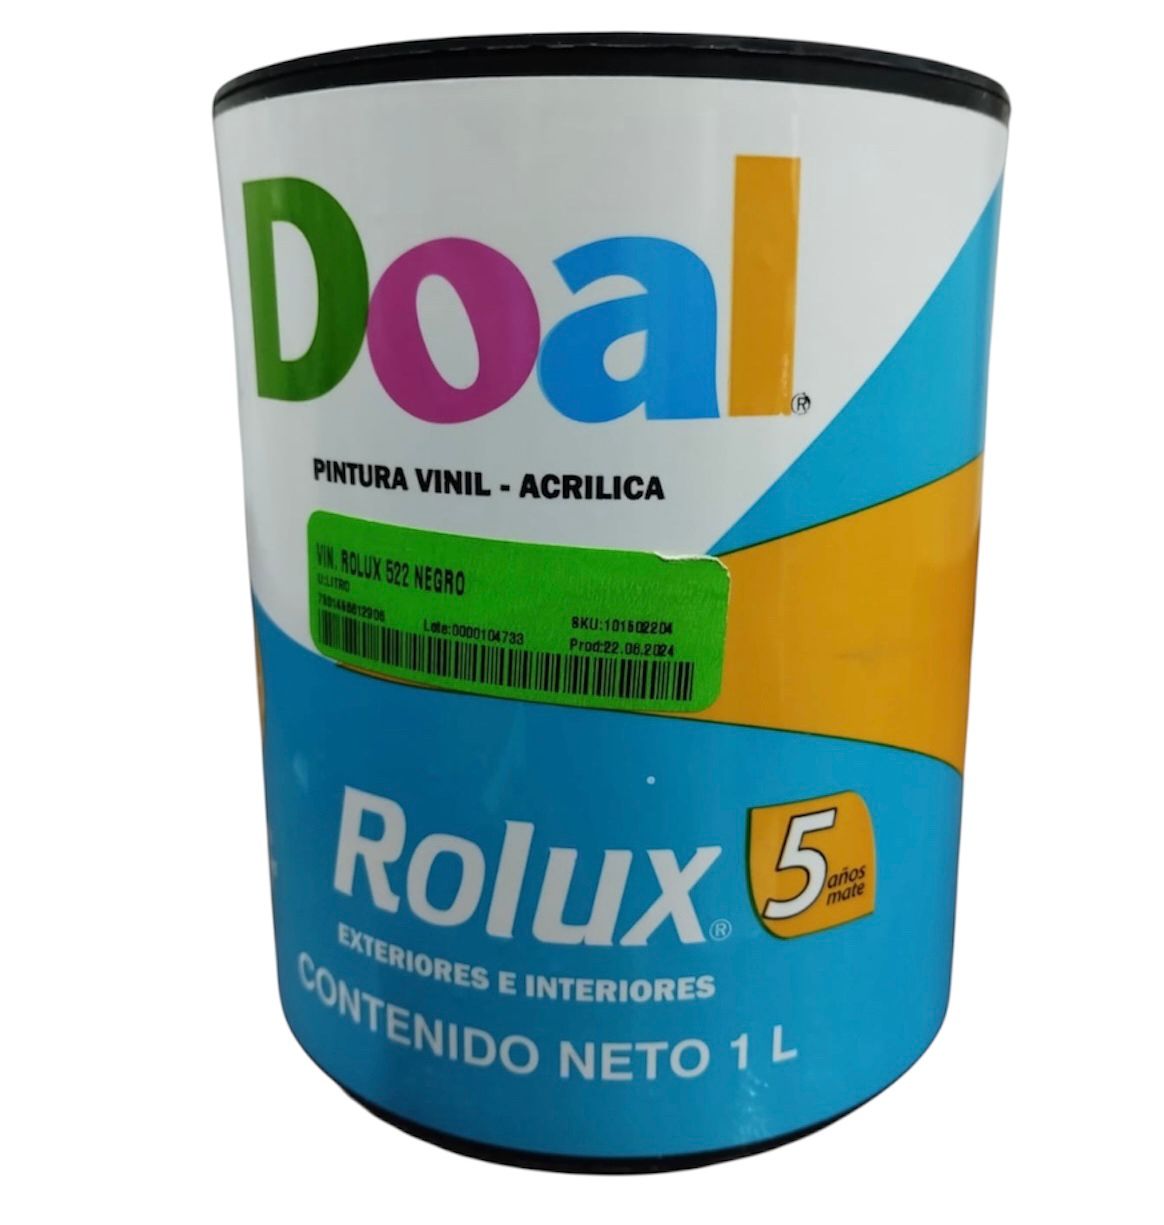 Doal®
PINTURA VINIL - ACRILICA
VIN. ROLUX 522 NEGRO
U:LITRO
SKU:101502204
Lote:0000104733
Prod:22.06.2024
Rolux®
5 años
mate
EXTERIORES E INTERIORES
CONTENIDO NETO 1 L